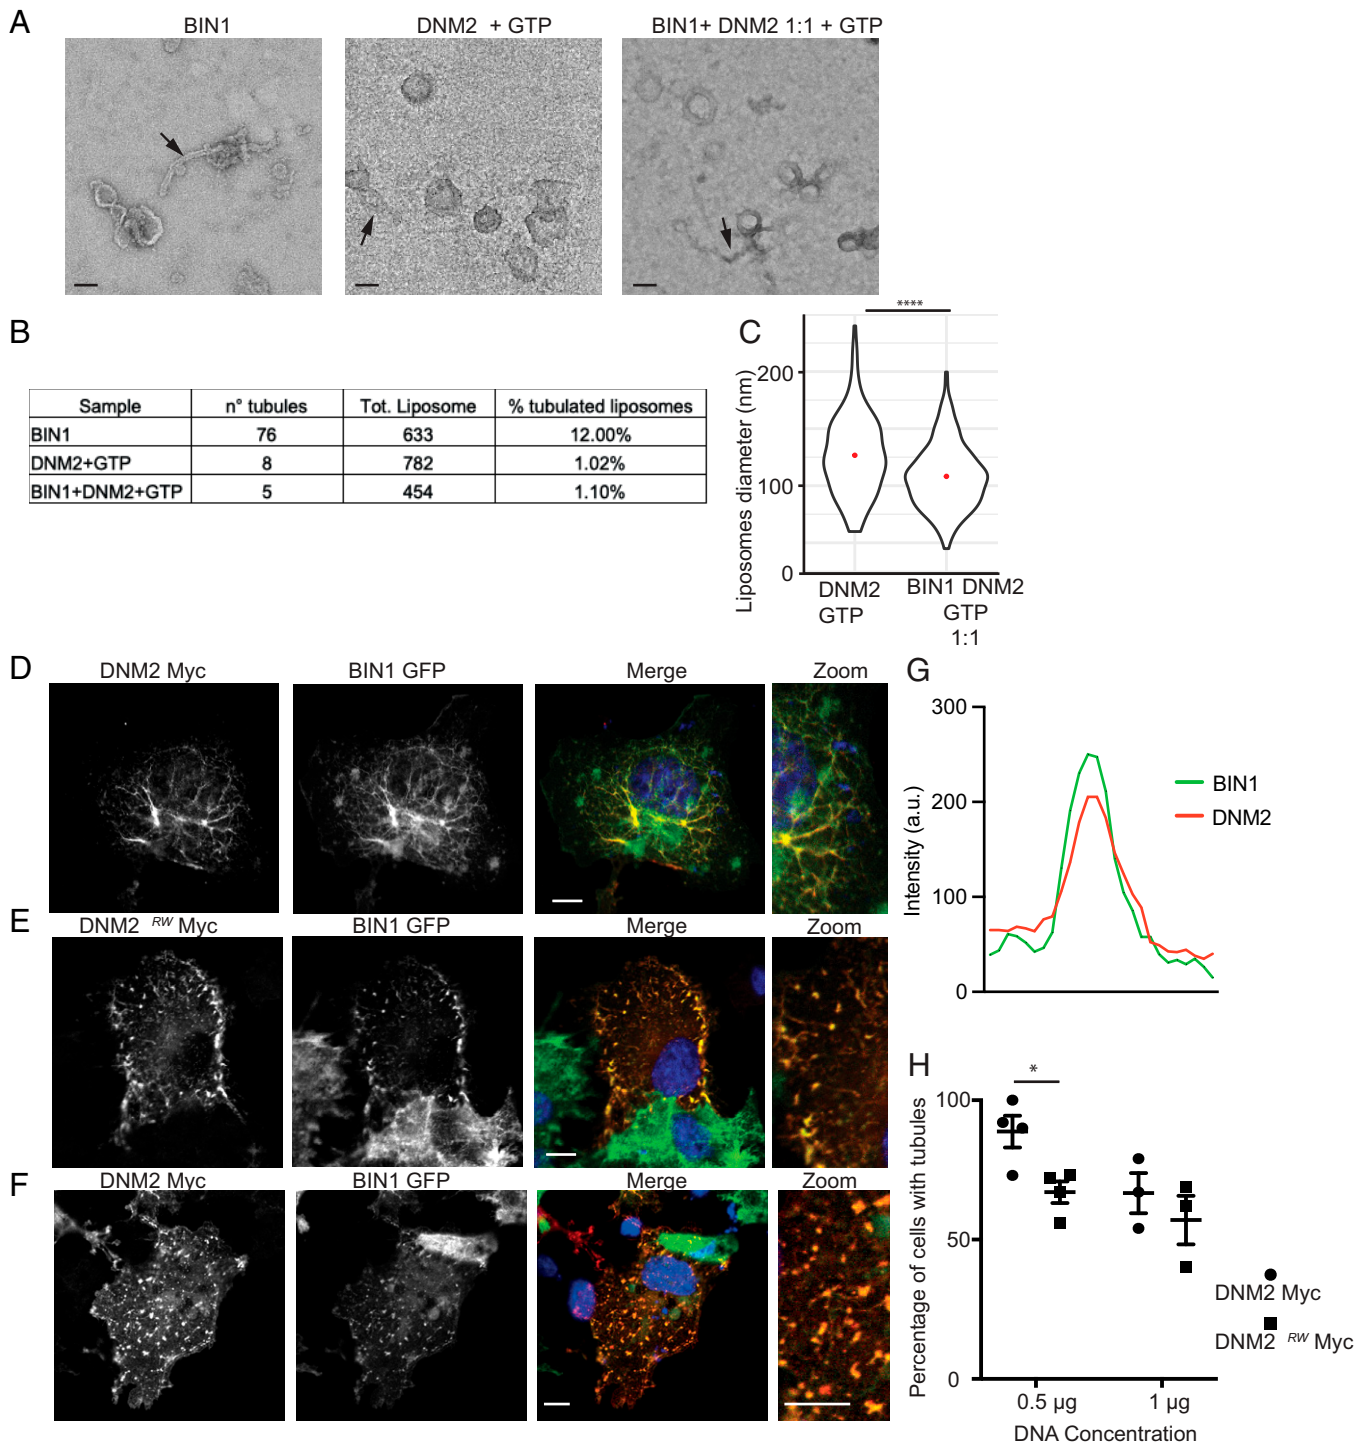 A
BIN1
DNM2 + GTP
BIN1+ DNM2 1:1 + GTP
B
Sample n° tubules Tot. Liposome % tubulated liposomes
BIN1 76 633 12.00%
DNM2+GTP 8 782 1.02%
BIN1+DNM2+GTP 5 454 1.10%
C
****
Liposomes diameter (nm)
200
100
0
DNM2
GTP
BIN1 DNM2
GTP
1:1
D
DNM2 Myc
BIN1 GFP
Merge
Zoom
E
DNM2 RW Myc
BIN1 GFP
Merge
Zoom
F
DNM2 Myc
BIN1 GFP
Merge
Zoom
G
Intensity (a.u.)
300
200
100
0
BIN1
DNM2
H
*
Percentage of cells with tubules
100
50
0
0.5 µg
1 µg
DNA Concentration
DNM2 Myc
DNM2 RW Myc